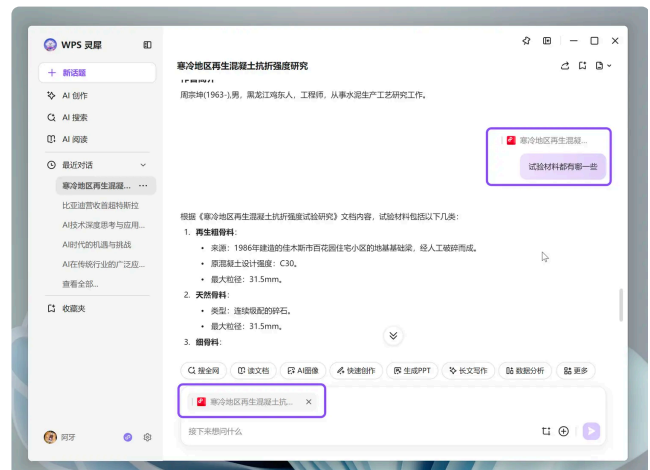 WPS 灵犀
新话题
AI 创作
AI 搜索
AI 阅读
最近对话
寒冷地区再生混凝... ···
比亚迪营收首超特斯拉
AI技术深度思考与应用...
AI时代的机遇与挑战
AI在传统行业的广泛应...
查看全部...
收藏夹
阿牙
寒冷地区再生混凝土抗折强度研究
作者简介
周宗坤(1963-),男，黑龙江鸡东人，工程师，从事水泥生产工艺研究工作。
寒冷地区再生混凝...
试验材料都有哪一些
根据《寒冷地区再生混凝土抗折强度试验研究》文档内容，试验材料包括以下几类：
1. 再生粗骨料：
• 来源：1986年建造的佳木斯市百花园住宅小区的地基基础梁，经人工破碎而成。
• 原混凝土设计强度：C30。
• 最大粒径：31.5mm。
2. 天然骨料：
• 类型：连续级配的碎石。
• 最大粒径：31.5mm。
3. 细骨料：
搜全网 读文档 AI图像 快速创作 生成PPT 长文写作 数据分析 更多
寒冷地区再生混凝土抗... ×
接下来想问什么